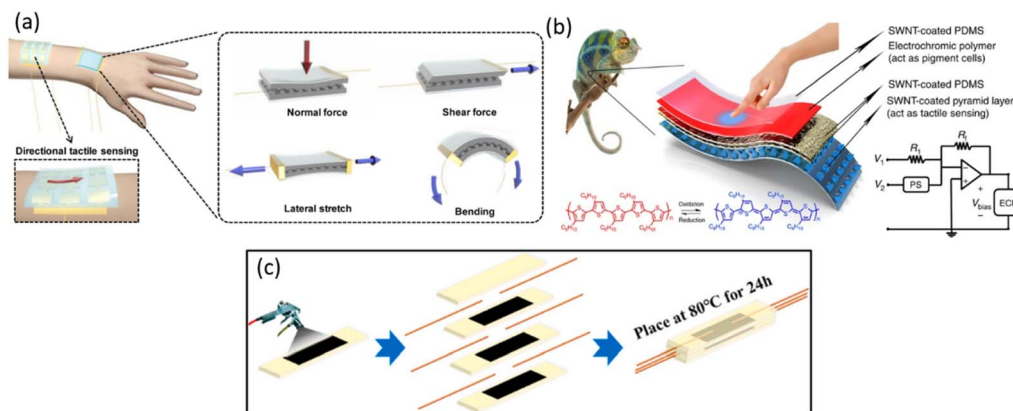 (a)
Normal force
Shear force
Directional tactile sensing
Lateral stretch
Bending
(b)
SWNT-coated PDMS
Electrochromic polymer
(act as pigment cells)
SWNT-coated PDMS
SWNT-coated pyramid layer
(act as tactile sensing)
Oxidation
Reduction
V1
R1
V2
PS
+
Vbias
−
(c)
Place at 80°C for 24h